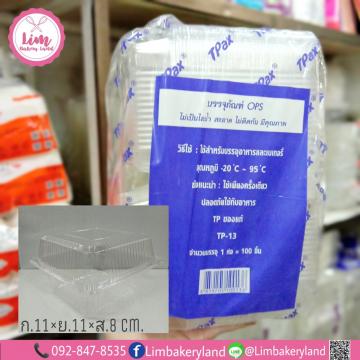 Lim
Bakery Land
TPax
TPax
TPax
บรรจุภัณฑ์ OPS
ไม่เป็นไอน้ำ สะอาด ไม่ติดกัน มีคุณภาพ
วิธีใช้ : ใช้สำหรับบรรจุอาหารและเบเกอรี่
อุณหภูมิ -20˚C ~ 95˚C
ข้อแนะนำ : ใช้เพียงครั้งเดียว
ปลอดภัยใช้กับอาหาร
TP ของแท้
TP-13
จำนวนบรรจุ 1 ห่อ = 100 ชิ้น
ก.11×ย.11×ส.8 CM.
092-847-8535 Limbakeryland @Limbakeryland